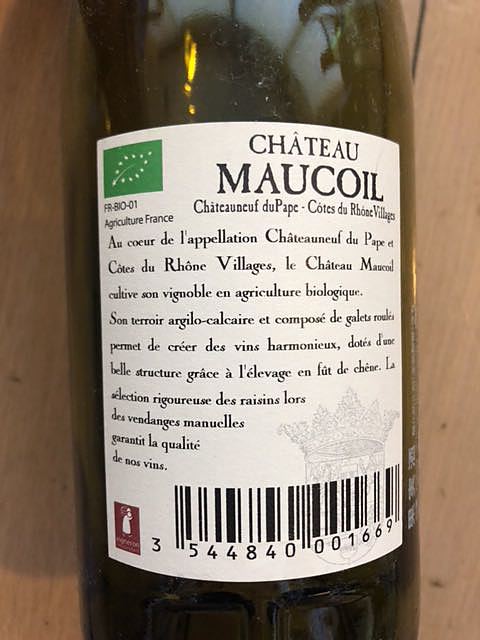 CHÂTEAU
MAUCOIL
Châteauneuf du Pape - Côtes du Rhône Villages
FR-BIO-01
Agriculture France
Au coeur de l'appellation Châteauneuf du Pape et
Côtes du Rhône Villages, le Château Maucoil
cultive son vignoble en agriculture biologique.
Son terroir argilo-calcaire et composé de galets roulés
permet de créer des vins harmonieux, dotés d'une
belle structure grâce à l'élevage en fût de chêne. La
sélection rigoureuse des raisins lors
des vendanges manuelles
garantit la qualité
de nos vins.
vigneron
3 544840 001669